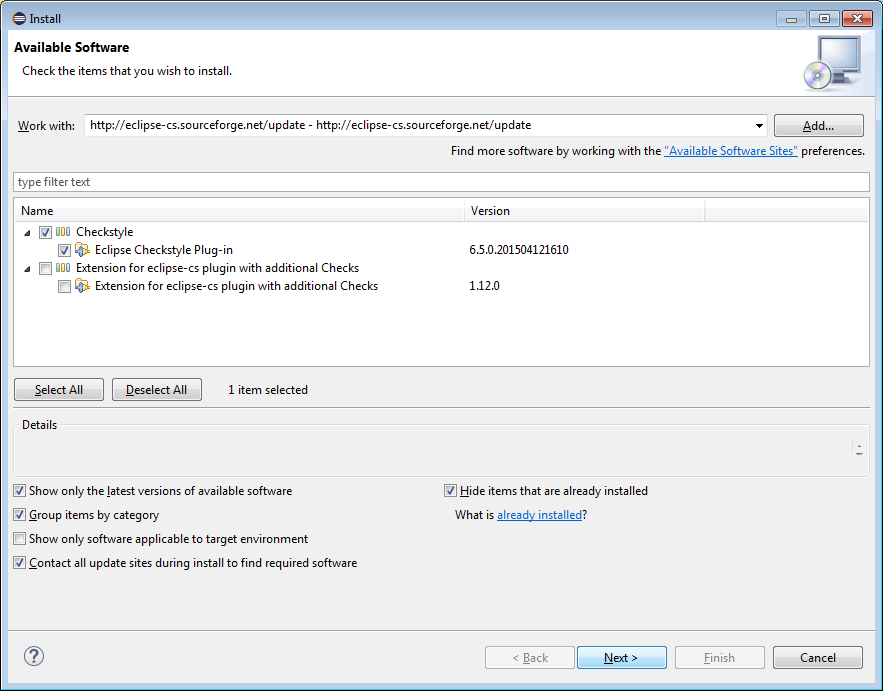 Install
Available Software
Check the items that you wish to install.
Work with: http://eclipse-cs.sourceforge.net/update - http://eclipse-cs.sourceforge.net/update Add...
Find more software by working with the "Available Software Sites" preferences.
type filter text
Name Version
Checkstyle
Eclipse Checkstyle Plug-in 6.5.0.201504121610
Extension for eclipse-cs plugin with additional Checks
Extension for eclipse-cs plugin with additional Checks 1.12.0
Select All Deselect All 1 item selected
Details
Show only the latest versions of available software Hide items that are already installed
Group items by category What is already installed?
Show only software applicable to target environment
Contact all update sites during install to find required software
? < Back Next > Finish Cancel